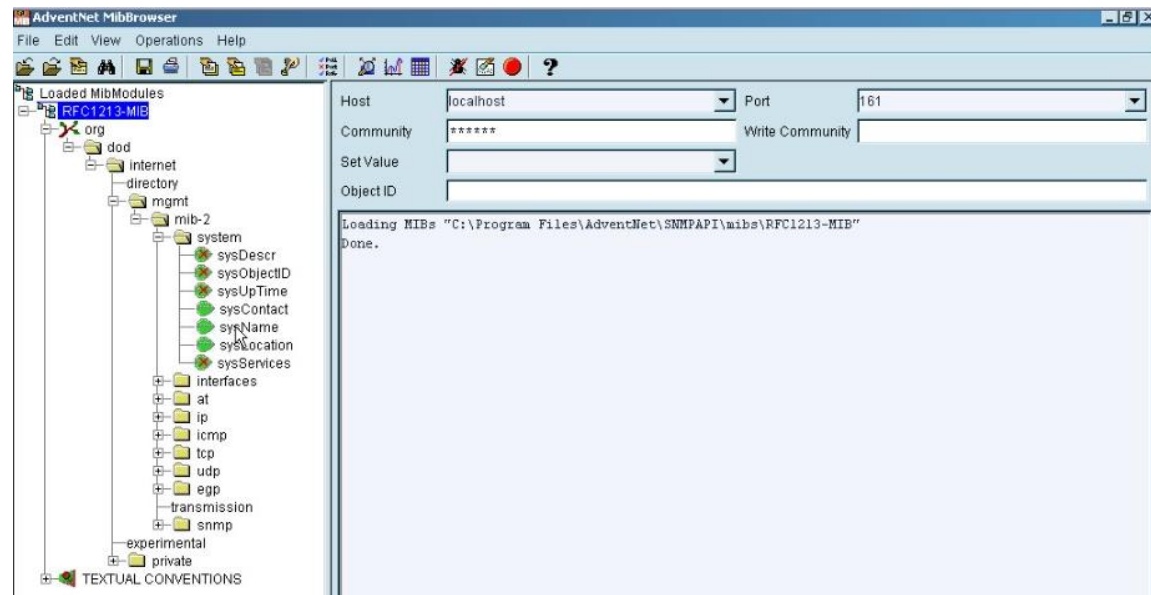 AdventNet MibBrowser
File Edit View Operations Help
Loaded MibModules
RFC1213-MIB
org
dod
internet
directory
mgmt
mib-2
system
sysDescr
sysObjectID
sysUpTime
sysContact
sysName
sysLocation
sysServices
interfaces
at
ip
icmp
tcp
udp
egp
transmission
snmp
experimental
private
TEXTUAL CONVENTIONS
Host localhost Port 161
Community ****** Write Community
Set Value
Object ID
Loading MIBs "C:\Program Files\AdventNet\SNMPAPI\mibs\RFC1213-MIB"
Done.